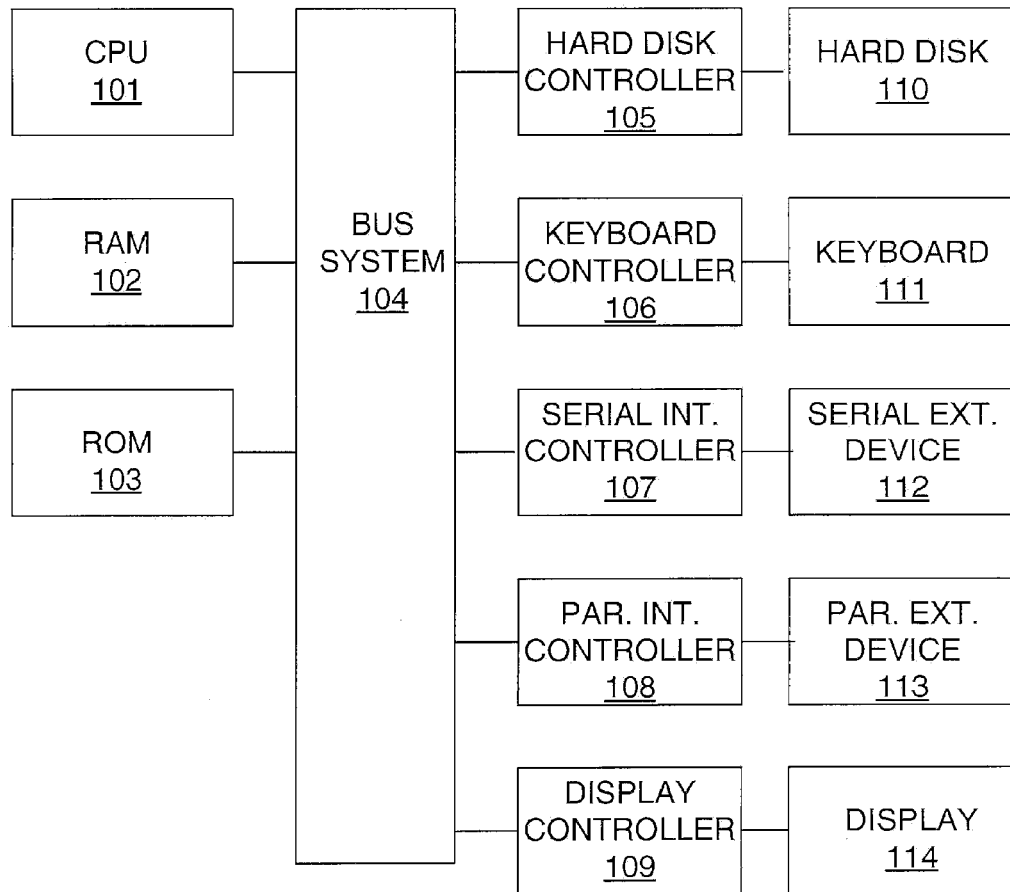 CPU
101
RAM
102
ROM
103
BUS
SYSTEM
104
HARD DISK
CONTROLLER
105
HARD DISK
110
KEYBOARD
CONTROLLER
106
KEYBOARD
111
SERIAL INT.
CONTROLLER
107
SERIAL EXT.
DEVICE
112
PAR. INT.
CONTROLLER
108
PAR. EXT.
DEVICE
113
DISPLAY
CONTROLLER
109
DISPLAY
114